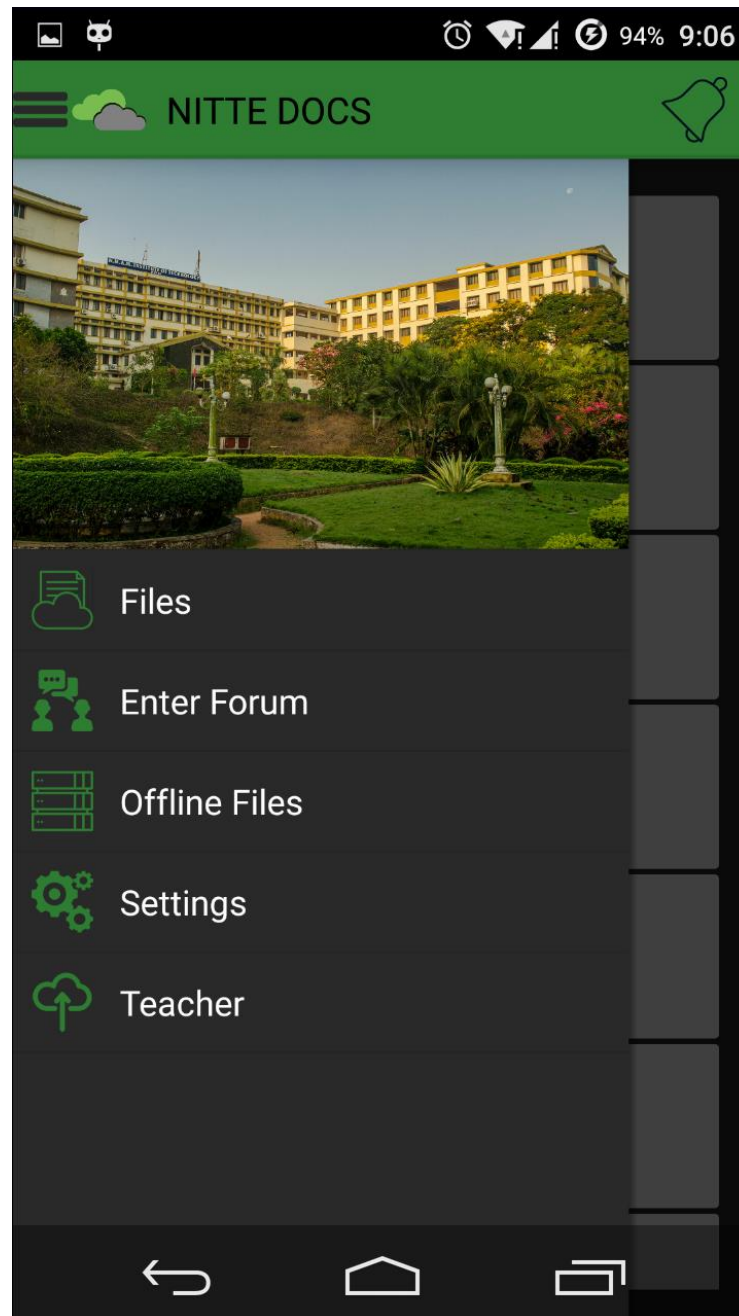 94% 9:06
NITTE DOCS
Files
Enter Forum
Offline Files
Settings
Teacher